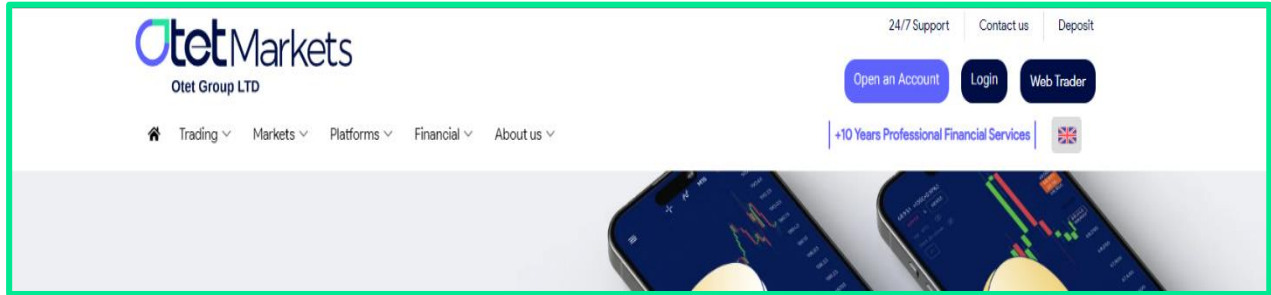 24/7 Support Contact us Deposit
OtetMarkets
Otet Group LTD
Open an Account Login Web Trader
Trading Markets Platforms Financial About us
+10 Years Professional Financial Services